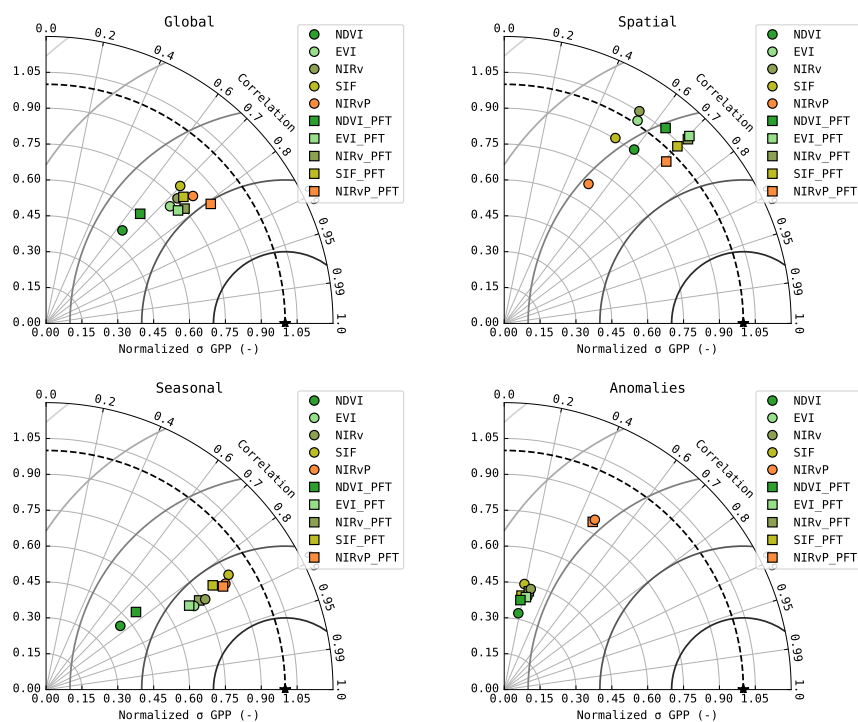 Global
0.0
0.2
0.4
0.6
0.7
0.8
0.95
0.99
1.0
Correlation
1.05
0.90
0.75
0.60
0.45
0.30
0.15
0.00
0.00 0.15 0.30 0.45 0.60 0.75 0.90 1.05
Normalized σ GPP (-)
NDVI
EVI
NIRv
SIF
NIRvP
NDVI_PFT
EVI_PFT
NIRv_PFT
SIF_PFT
NIRvP_PFT
Spatial
0.0
0.2
0.4
0.6
0.7
0.8
0.95
0.99
1.0
Correlation
1.05
0.90
0.75
0.60
0.45
0.30
0.15
0.00
0.00 0.15 0.30 0.45 0.60 0.75 0.90 1.05
Normalized σ GPP (-)
NDVI
EVI
NIRv
SIF
NIRvP
NDVI_PFT
EVI_PFT
NIRv_PFT
SIF_PFT
NIRvP_PFT
Seasonal
0.0
0.2
0.4
0.6
0.7
0.8
0.95
0.99
1.0
Correlation
1.05
0.90
0.75
0.60
0.45
0.30
0.15
0.00
0.00 0.15 0.30 0.45 0.60 0.75 0.90 1.05
Normalized σ GPP (-)
NDVI
EVI
NIRv
SIF
NIRvP
NDVI_PFT
EVI_PFT
NIRv_PFT
SIF_PFT
NIRvP_PFT
Anomalies
0.0
0.2
0.4
0.6
0.7
0.8
0.95
0.99
1.0
Correlation
1.05
0.90
0.75
0.60
0.45
0.30
0.15
0.00
0.00 0.15 0.30 0.45 0.60 0.75 0.90 1.05
Normalized σ GPP (-)
NDVI
EVI
NIRv
SIF
NIRvP
NDVI_PFT
EVI_PFT
NIRv_PFT
SIF_PFT
NIRvP_PFT